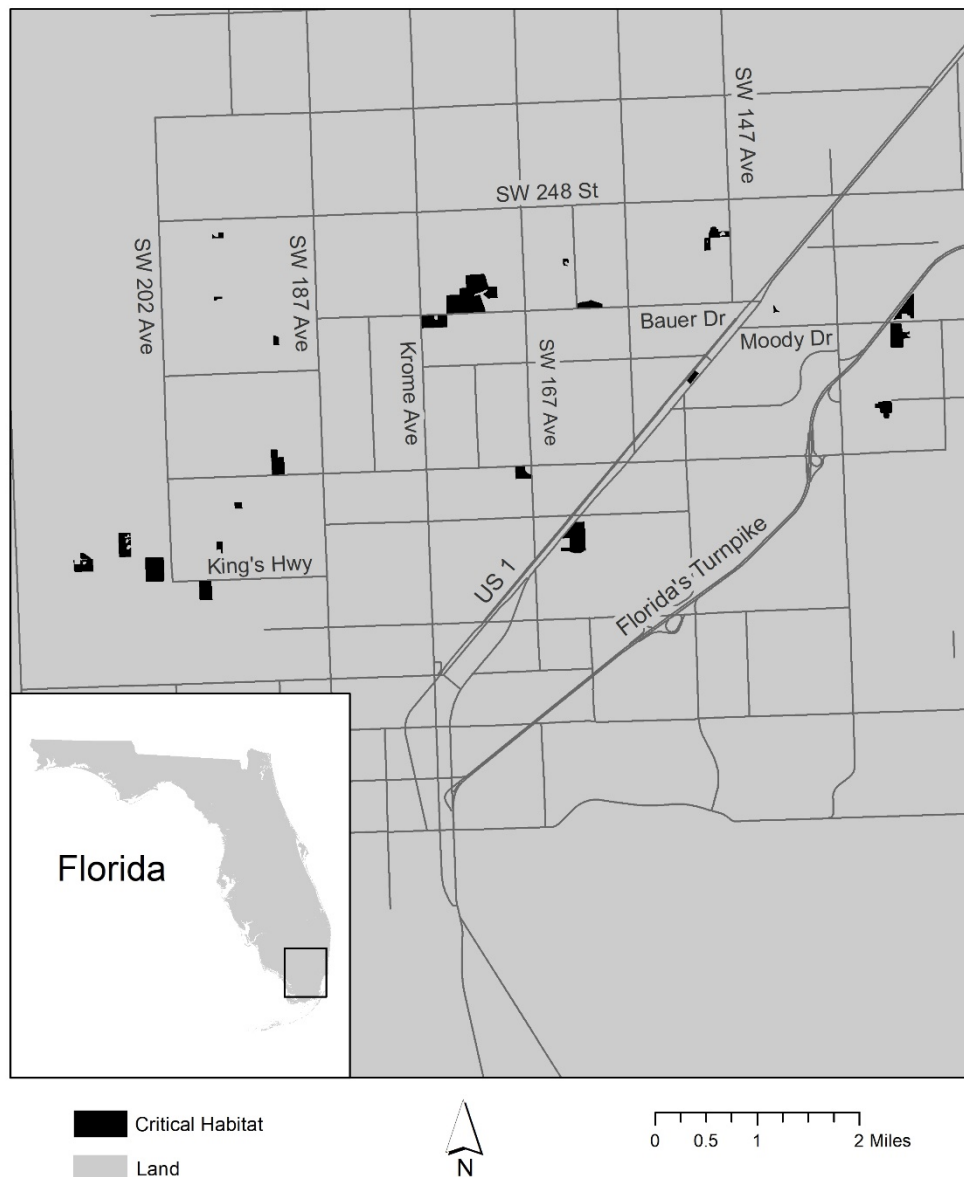 SW 147 Ave
SW 248 St
SW 202 Ave
SW 187 Ave
Bauer Dr
Moody Dr
Krome Ave
SW 167 Ave
King's Hwy
US 1
Florida's Turnpike
Florida
Critical Habitat
Land
N
0 0.5 1 2 Miles